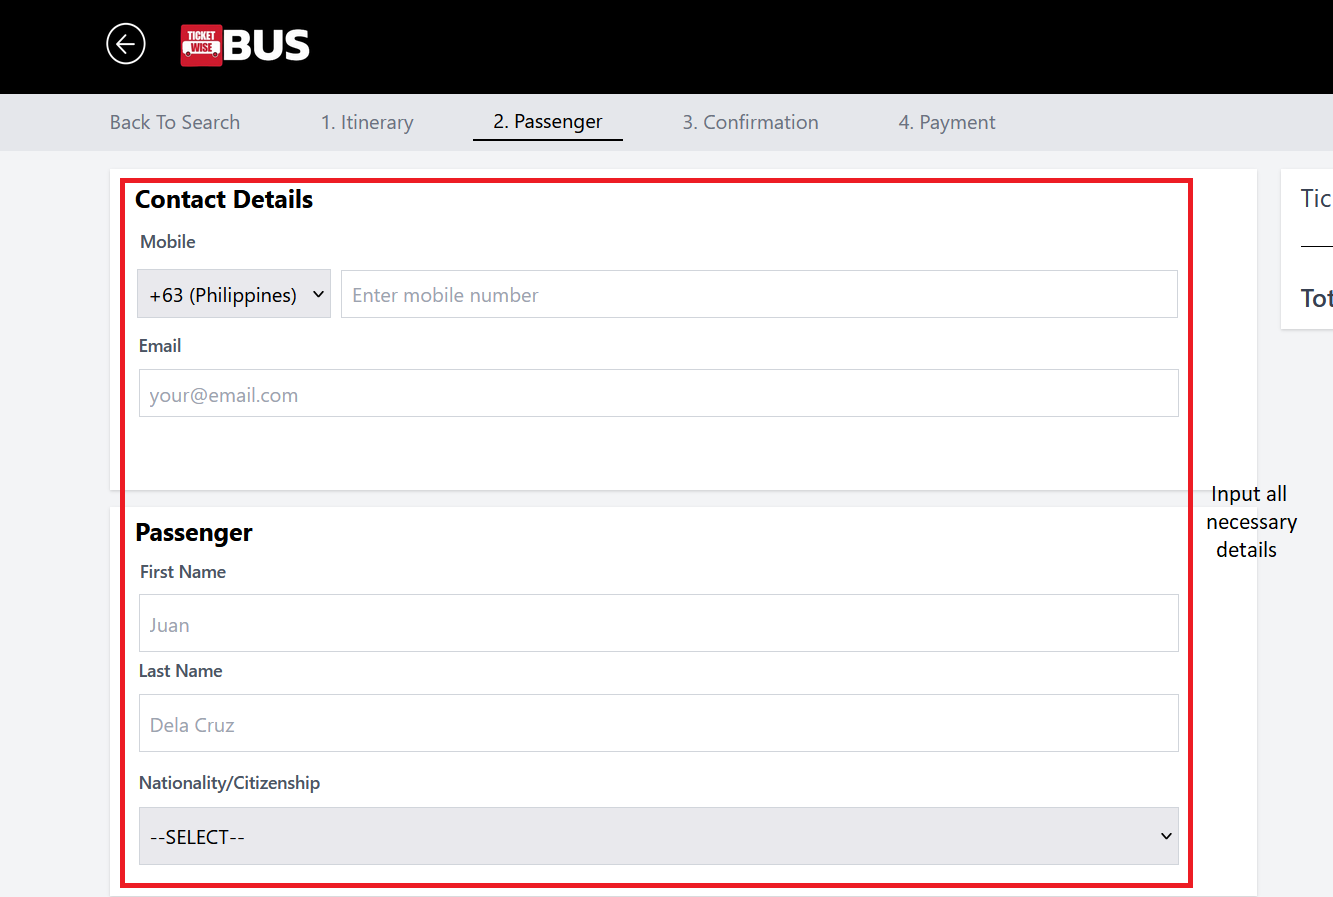 TICKET
WISE
BUS
Back To Search
1. Itinerary
2. Passenger
3. Confirmation
4. Payment
Contact Details
Mobile
+63 (Philippines)
Enter mobile number
Email
your@email.com
Passenger
First Name
Juan
Last Name
Dela Cruz
Nationality/Citizenship
--SELECT--
Tic
Tot
Input all
necessary
details